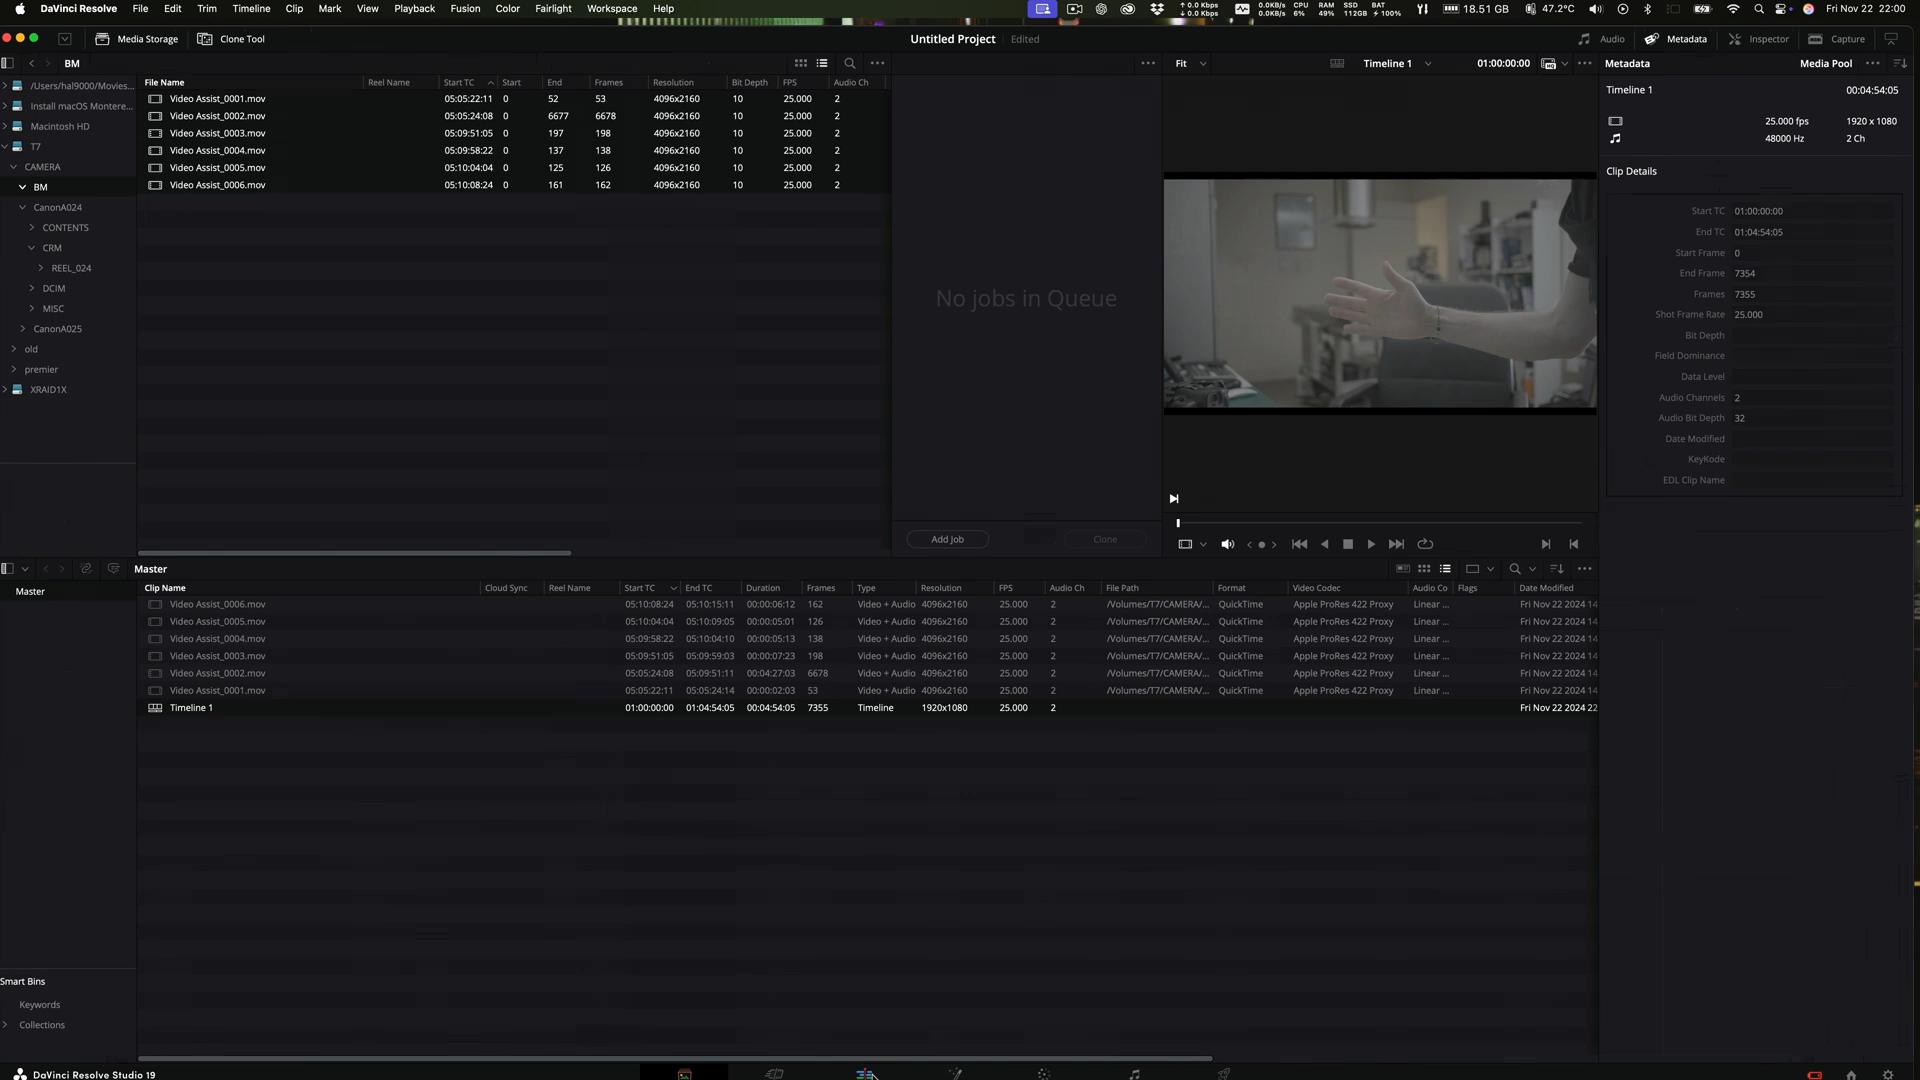 DaVinci Resolve File Edit Trim Timeline Clip Mark View Playback Fusion Color Fairlight Workspace Help
↑ 0.0 Kbps 0.0KB/s CPU RAM SSD BAT 18.51 GB 47.2°C Fri Nov 22 22:00
↓ 0.0 Kbps 0.0KB/s 6% 49% 112GB 100%
Media Storage Clone Tool Untitled Project Edited Audio Metadata Inspector Capture
BM Fit Timeline 1 01:00:00:00 Metadata Media Pool
File Name Reel Name Start TC Start End Frames Resolution Bit Depth FPS Audio Ch
/Users/hal9000/Movies...
Install macOS Montere...
Macintosh HD
T7
CAMERA
BM
CanonA024
CONTENTS
CRM
REEL_024
DCIM
MISC
CanonA025
old
premier
XRAID1X
Video Assist_0001.mov 05:05:22:11 0 52 53 4096x2160 10 25.000 2
Video Assist_0002.mov 05:05:24:08 0 6677 6678 4096x2160 10 25.000 2
Video Assist_0003.mov 05:09:51:05 0 197 198 4096x2160 10 25.000 2
Video Assist_0004.mov 05:09:58:22 0 137 138 4096x2160 10 25.000 2
Video Assist_0005.mov 05:10:04:04 0 125 126 4096x2160 10 25.000 2
Video Assist_0006.mov 05:10:08:24 0 161 162 4096x2160 10 25.000 2
No jobs in Queue
Add Job Clone
Timeline 1 00:04:54:05
25.000 fps 1920 x 1080
48000 Hz 2 Ch
Clip Details
Start TC 01:00:00:00
End TC 01:04:54:05
Start Frame 0
End Frame 7354
Frames 7355
Shot Frame Rate 25.000
Bit Depth
Field Dominance
Data Level
Audio Channels 2
Audio Bit Depth 32
Date Modified
KeyKode
EDL Clip Name
Master
Master
Clip Name Cloud Sync Reel Name Start TC End TC Duration Frames Type Resolution FPS Audio Ch File Path Format Video Codec Audio Co Flags Date Modified
Video Assist_0006.mov 05:10:08:24 05:10:15:11 00:00:06:12 162 Video + Audio 4096x2160 25.000 2 /Volumes/T7/CAMERA/... QuickTime Apple ProRes 422 Proxy Linear ... Fri Nov 22 2024 14
Video Assist_0005.mov 05:10:04:04 05:10:09:05 00:00:05:01 126 Video + Audio 4096x2160 25.000 2 /Volumes/T7/CAMERA/... QuickTime Apple ProRes 422 Proxy Linear ... Fri Nov 22 2024 14
Video Assist_0004.mov 05:09:58:22 05:10:04:10 00:00:05:13 138 Video + Audio 4096x2160 25.000 2 /Volumes/T7/CAMERA/... QuickTime Apple ProRes 422 Proxy Linear ... Fri Nov 22 2024 14
Video Assist_0003.mov 05:09:51:05 05:09:59:03 00:00:07:23 198 Video + Audio 4096x2160 25.000 2 /Volumes/T7/CAMERA/... QuickTime Apple ProRes 422 Proxy Linear ... Fri Nov 22 2024 14
Video Assist_0002.mov 05:05:24:08 05:09:51:11 00:04:27:03 6678 Video + Audio 4096x2160 25.000 2 /Volumes/T7/CAMERA/... QuickTime Apple ProRes 422 Proxy Linear ... Fri Nov 22 2024 14
Video Assist_0001.mov 05:05:22:11 05:05:24:14 00:00:02:03 53 Video + Audio 4096x2160 25.000 2 /Volumes/T7/CAMERA/... QuickTime Apple ProRes 422 Proxy Linear ... Fri Nov 22 2024 14
Timeline 1 01:00:00:00 01:04:54:05 00:04:54:05 7355 Timeline 1920x1080 25.000 2 Fri Nov 22 2024 22
Smart Bins
Keywords
Collections
DaVinci Resolve Studio 19